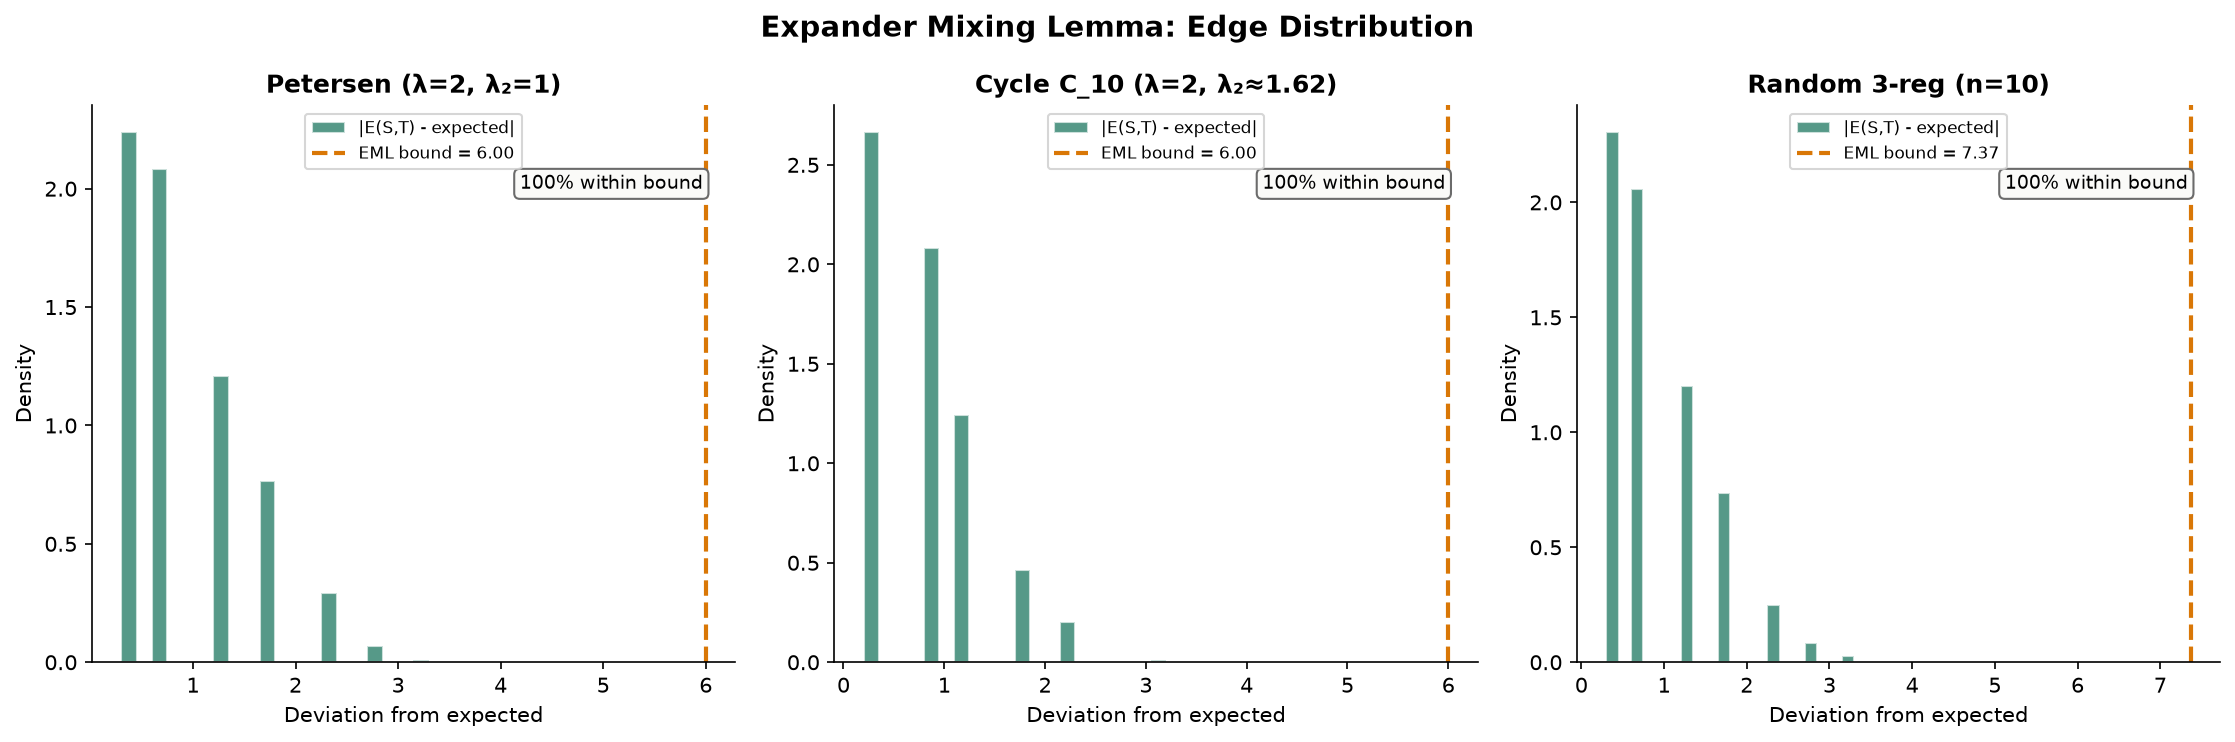 Expander Mixing Lemma: Edge Distribution
Petersen (λ=2, λ₂=1)
|E(S,T) - expected|
EML bound = 6.00
100% within bound
Density
2.0
1.5
1.0
0.5
0.0
1 2 3 4 5 6
Deviation from expected
Cycle C_10 (λ=2, λ₂≈1.62)
|E(S,T) - expected|
EML bound = 6.00
100% within bound
Density
2.5
2.0
1.5
1.0
0.5
0.0
0 1 2 3 4 5 6
Deviation from expected
Random 3-reg (n=10)
|E(S,T) - expected|
EML bound = 7.37
100% within bound
Density
2.0
1.5
1.0
0.5
0.0
0 1 2 3 4 5 6 7
Deviation from expected